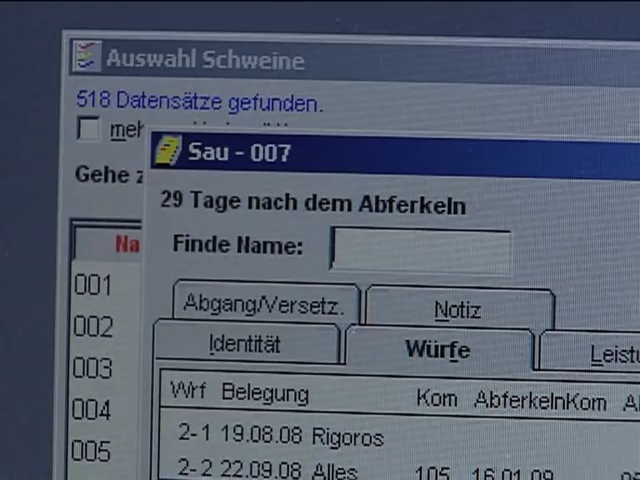 Auswahl Schweine
518 Datensätze gefunden.
Sau - 007
Gehe
29 Tage nach dem Abferkeln
Finde Name:
Na
001
Abgang/Versetz. Notiz
002
Identität Würfe
003
Wrf Belegung Kom AbferkelnKom
004
2-1 19.08.08 Rigoros
005
2-2 22.09.08 Alles 105 16.01.09